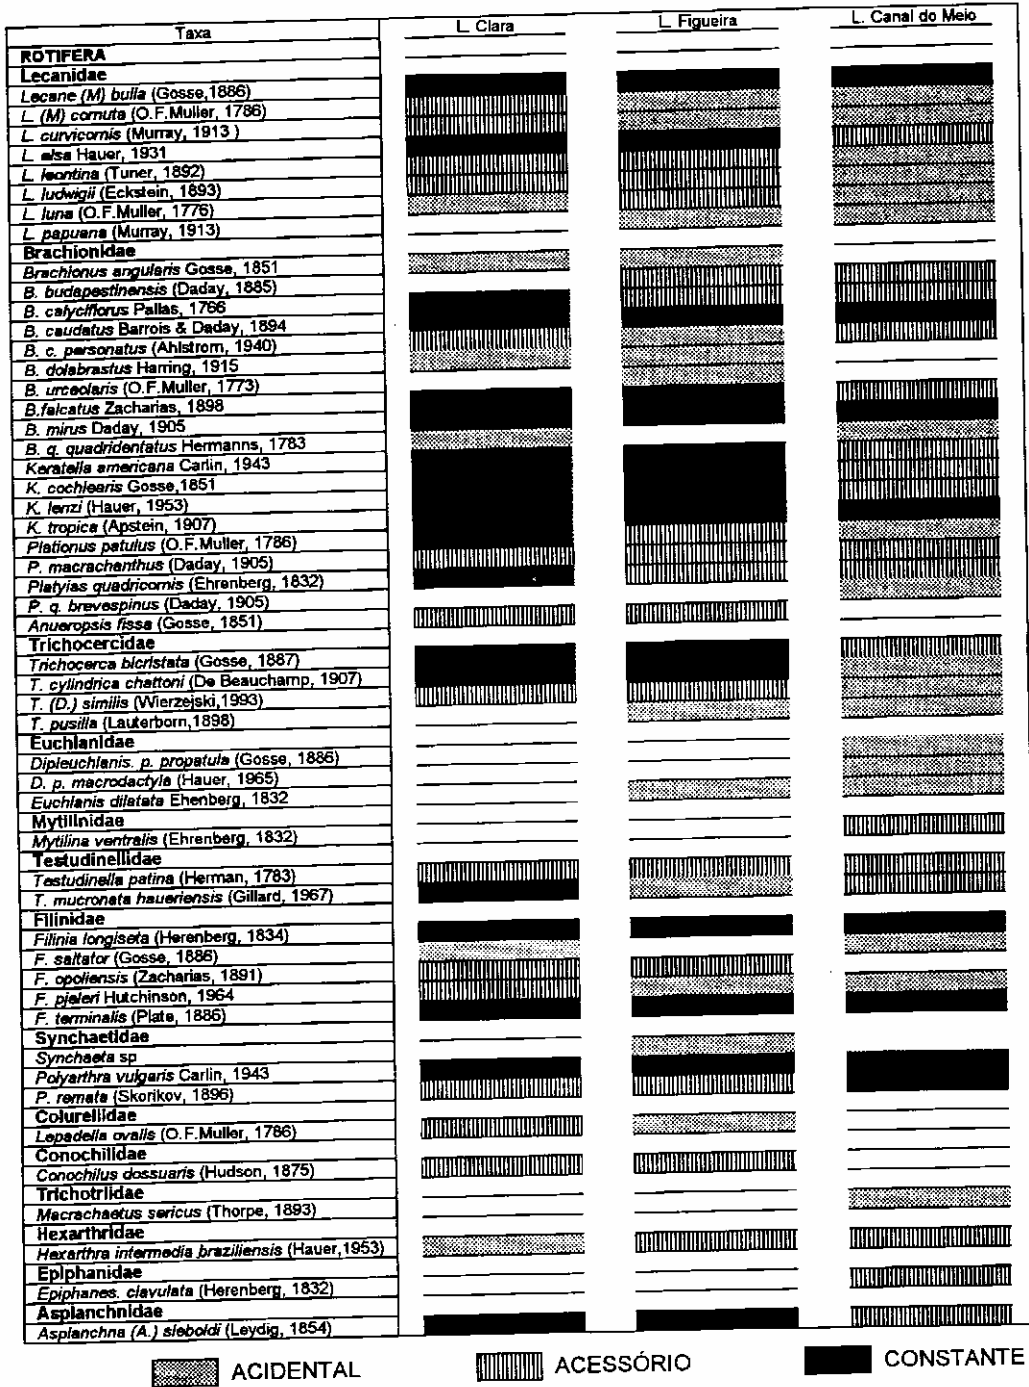 Taxa L. Clara L. Figueira L. Canal do Meio
ROTIFERA
Lecanidae
Lecane (M) bulla (Gosse,1886)
L. (M) cornuta (O.F.Muller, 1786)
L. curvicornis (Murray, 1913 )
L. elsa Hauer, 1931
L. leontina (Tuner, 1892)
L. ludwigii (Eckstein, 1893)
L. luna (O.F.Muller, 1776)
L. papuana (Murray, 1913)
Brachionidae
Brachionus angularis Gosse, 1851
B. budapestinensis (Daday, 1885)
B. calyciflorus Pallas, 1766
B. caudatus Barrois & Daday, 1894
B. c. personatus (Ahlstrom, 1940)
B. dolabrastus Harring, 1915
B. urceolaris (O.F.Muller, 1773)
B.falcatus Zacharias, 1898
B. mirus Daday, 1905
B. q. quadridentatus Hermanns, 1783
Keratella americana Carlin, 1943
K. cochlearis Gosse,1851
K. lenzi (Hauer, 1953)
K. tropica (Apstein, 1907)
Plationus patulus (O.F.Muller, 1786)
P. macrachanthus (Daday, 1905)
Platyias quadricornis (Ehrenberg, 1832)
P. q. brevespinus (Daday, 1905)
Anueropsis fissa (Gosse, 1851)
Trichocercidae
Trichocerca bicristata (Gosse, 1887)
T. cylindrica chattoni (De Beauchamp, 1907)
T. (D.) similis (Wierzejski,1993)
T. pusilla (Lauterborn,1898)
Euchlanidae
Dipleuchlanis. p. propatula (Gosse, 1886)
D. p. macrodactyla (Hauer, 1965)
Euchlanis dilatata Ehenberg, 1832
Mytilinidae
Mytilina ventralis (Ehrenberg, 1832)
Testudinellidae
Testudinella patina (Herman, 1783)
T. mucronata haueriensis (Gillard, 1967)
Filinidae
Filinia longiseta (Herenberg, 1834)
F. saltator (Gosse, 1886)
F. opoliensis (Zacharias, 1891)
F. pjeleri Hutchinson, 1964
F. terminalis (Plate, 1886)
Synchaetidae
Synchaeta sp
Polyarthra vulgaris Carlin, 1943
P. remata (Skorikov, 1896)
Colurellidae
Lepadella ovalis (O.F.Muller, 1786)
Conochilidae
Conochilus dossuaris (Hudson, 1875)
Trichotriidae
Macrachaetus sericus (Thorpe, 1893)
Hexarthridae
Hexarthra intermedia braziliensis (Hauer,1953)
Epiphanidae
Epiphanes. clavulata (Herenberg, 1832)
Asplanchnidae
Asplanchna (A.) sieboldi (Leydig, 1854)
ACIDENTAL ACESSÓRIO CONSTANTE